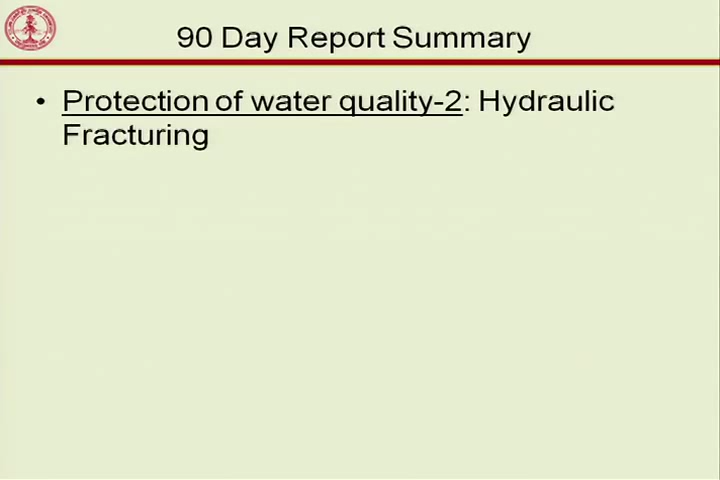 90 Day Report Summary
• Protection of water quality-2: Hydraulic
Fracturing